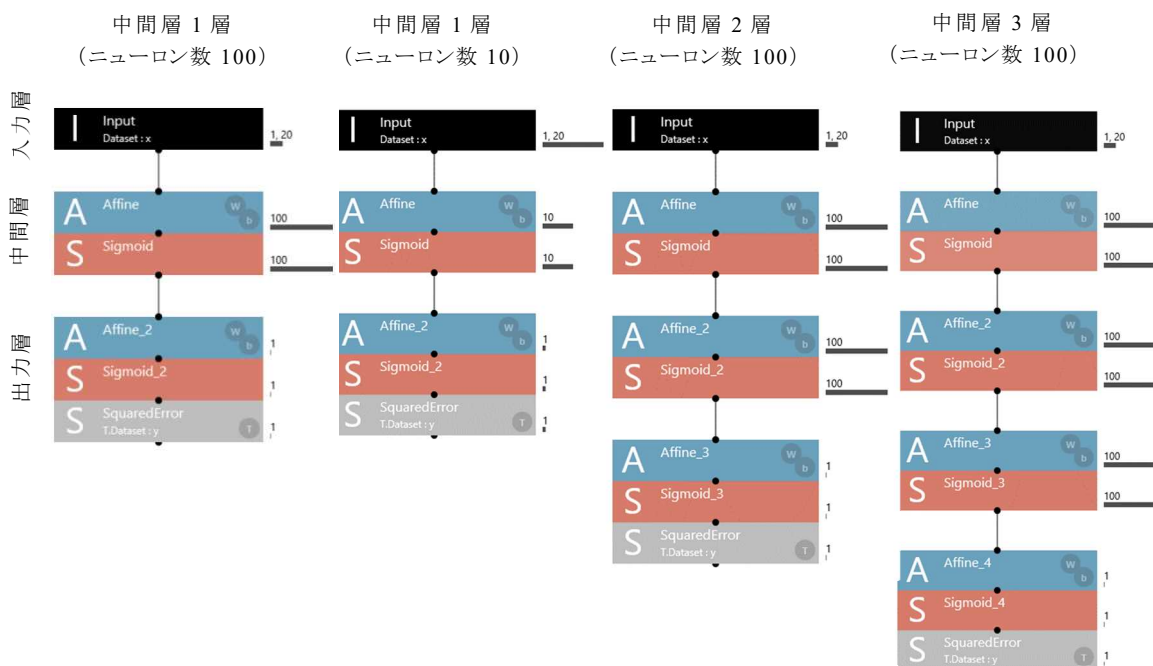 中間層 1 層
(ニューロン数 100)
中間層 1 層
(ニューロン数 10)
中間層 2 層
(ニューロン数 100)
中間層 3 層
(ニューロン数 100)
入力層
中間層
出力層
I
Input
Dataset : x
1, 20
A
Affine
W
b
100
S
Sigmoid
100
A
Affine_2
W
b
1
S
Sigmoid_2
1
S
SquaredError
T.Dataset : y
T
1
I
Input
Dataset : x
1, 20
A
Affine
W
b
10
S
Sigmoid
10
A
Affine_2
W
b
1
S
Sigmoid_2
1
S
SquaredError
T.Dataset : y
T
1
I
Input
Dataset : x
1, 20
A
Affine
W
b
100
S
Sigmoid
100
A
Affine_2
W
b
100
S
Sigmoid_2
100
A
Affine_3
W
b
1
S
Sigmoid_3
1
S
SquaredError
T.Dataset : y
T
1
I
Input
Dataset : x
1, 20
A
Affine
W
b
100
S
Sigmoid
100
A
Affine_2
W
b
100
S
Sigmoid_2
100
A
Affine_3
W
b
100
S
Sigmoid_3
100
A
Affine_4
W
b
1
S
Sigmoid_4
1
S
SquaredError
T.Dataset : y
T
1